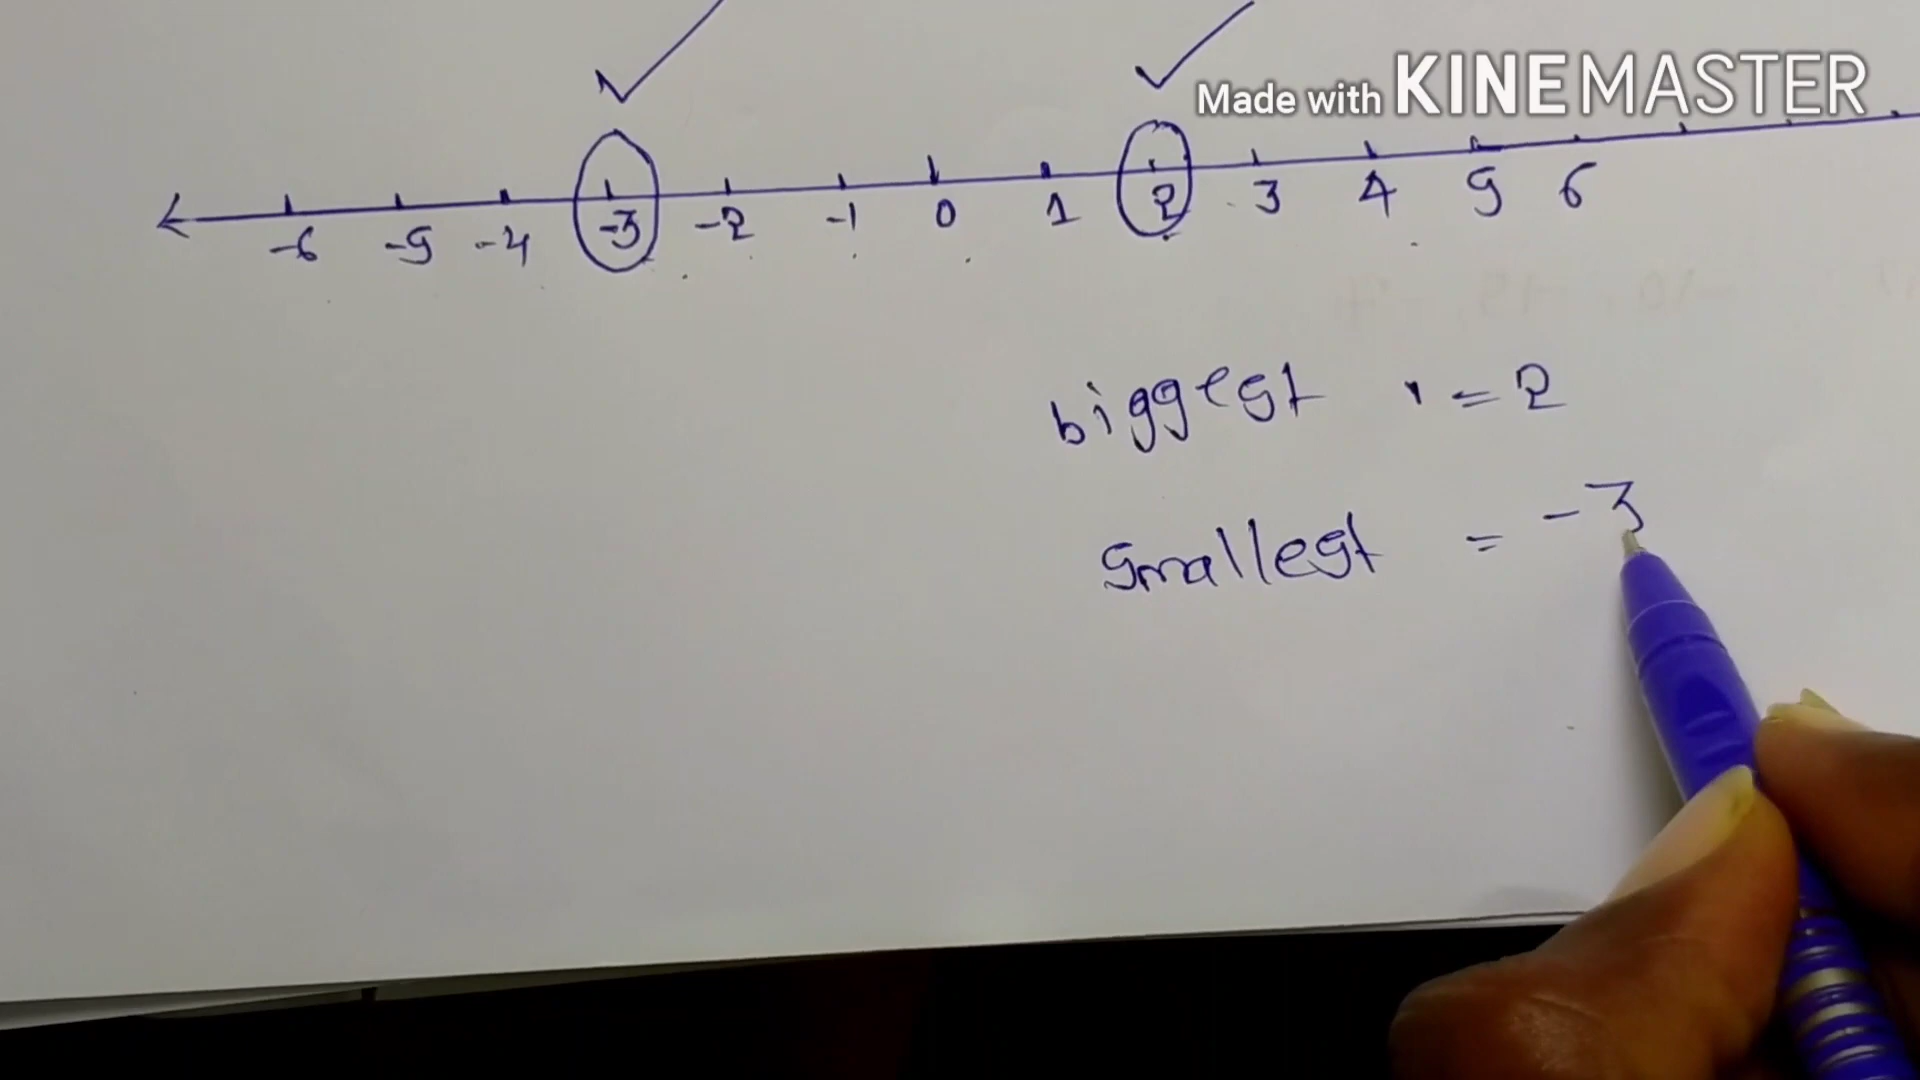 Made with KINEMASTER
-6 -5 -4 -3 -2 -1 0 1 2 3 4 5 6
biggest = 2
smallest = -3